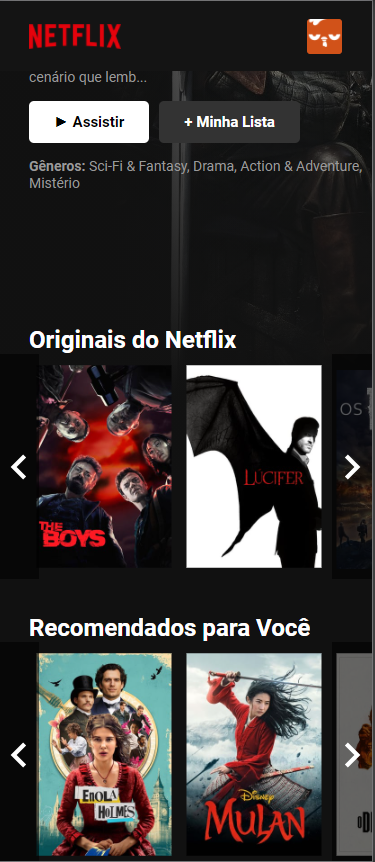 NETFLIX
cenário que lemb...
► Assistir
+ Minha Lista
Gêneros: Sci-Fi & Fantasy, Drama, Action & Adventure,
Mistério
Originais do Netflix
THE
BOYS
LUCIFER
OS
Recomendados para Você
ENOLA
HOLMES
Disney
MULAN